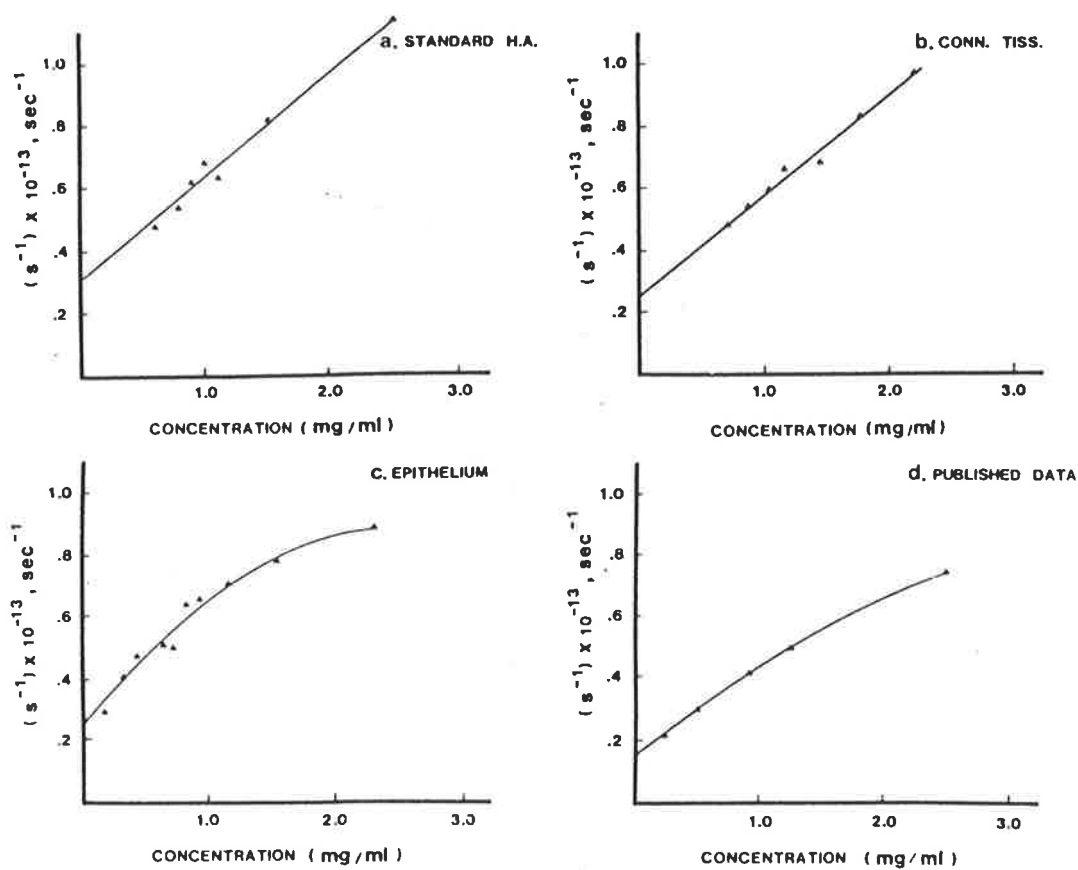 a. STANDARD H.A.
(s⁻¹) x 10⁻¹³, sec⁻¹
1.0
.8
.6
.4
.2
1.0 2.0 3.0
CONCENTRATION (mg/ml)
b. CONN. TISS.
(s⁻¹) x 10⁻¹³, sec⁻¹
1.0
.8
.6
.4
.2
1.0 2.0 3.0
CONCENTRATION (mg/ml)
c. EPITHELIUM
(s⁻¹) x 10⁻¹³, sec⁻¹
1.0
.8
.6
.4
.2
1.0 2.0 3.0
CONCENTRATION (mg/ml)
d. PUBLISHED DATA
(s⁻¹) x 10⁻¹³, sec⁻¹
1.0
.8
.6
.4
.2
1.0 2.0 3.0
CONCENTRATION (mg/ml)